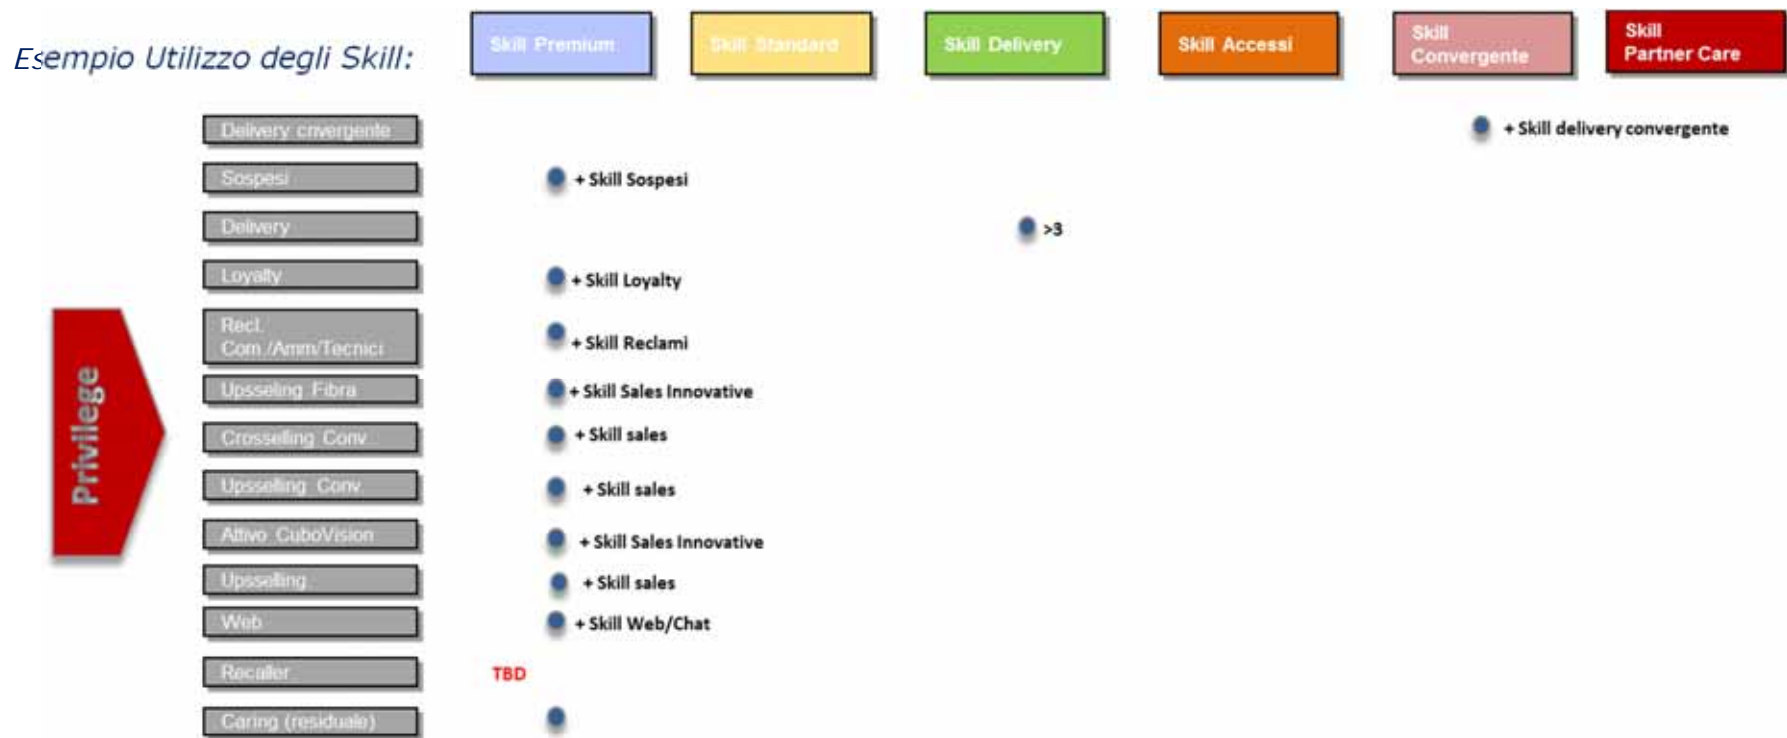 Esempio Utilizzo degli Skill:
Skill Premium
Skill Standard
Skill Delivery
Skill Accessi
Skill
Convergente
Skill
Partner Care
Privilege
Delivery cnvergente
+ Skill delivery convergente
Sospesi
+ Skill Sospesi
Delivery
>3
Loyalty
+ Skill Loyalty
Recl.
Com./Amm/Tecnici
+ Skill Reclami
Upsseling Fibra
+ Skill Sales Innovative
Crosselling Conv.
+ Skill sales
Upsselling Conv.
+ Skill sales
Attivo CuboVision
+ Skill Sales Innovative
Upsselling
+ Skill sales
Web
+ Skill Web/Chat
Recaller
TBD
Caring (residuale)